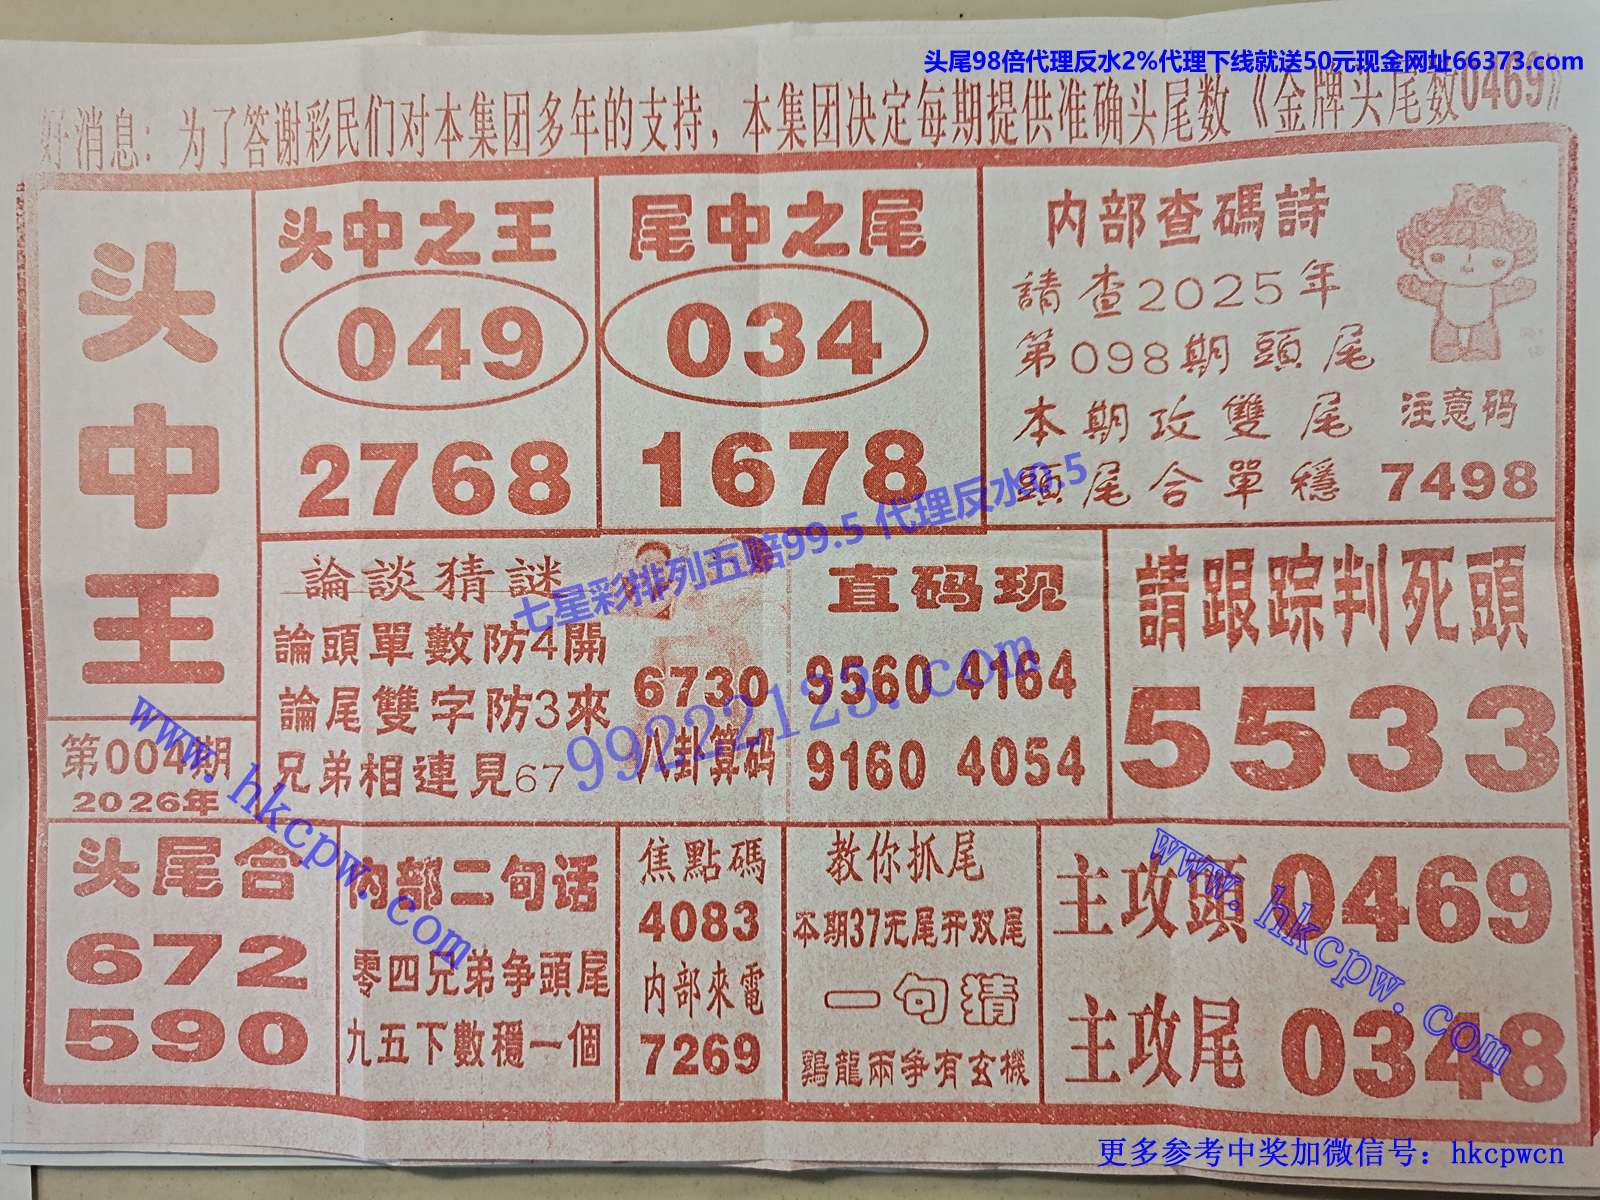 头尾98倍代理反水2%代理下线就送50元现金网址66373.com
好消息：为了答谢彩民们对本集团多年的支持，本集团决定每期提供准确头尾数《金牌头尾数0469》
头中王
第004期
2026年
头中之王
049
2768
尾中之尾
034
1678
内部查碼詩
請查2025年
第098期頭尾
本期攻雙尾
頭尾合單穩
注意码
7498
論談猜謎
論頭單數防4開
論尾雙字防3來
兄弟相連見67
6730
八卦算码
直码现
9560 4164
9160 4054
請跟踪判死頭
5533
七星彩排列五赔99.5 代理反水0.5
99222123.com
www.hkcpw.com
头尾合
672
590
内部二句话
零四兄弟争頭尾
九五下數穩一個
焦點碼
4083
内部來電
7269
教你抓尾
本期37无尾开双尾
一句猜
鷄龍兩争有玄機
主攻頭0469
主攻尾0348
www.hkcpw.com
更多参考中奖加微信号：hkcpwcn